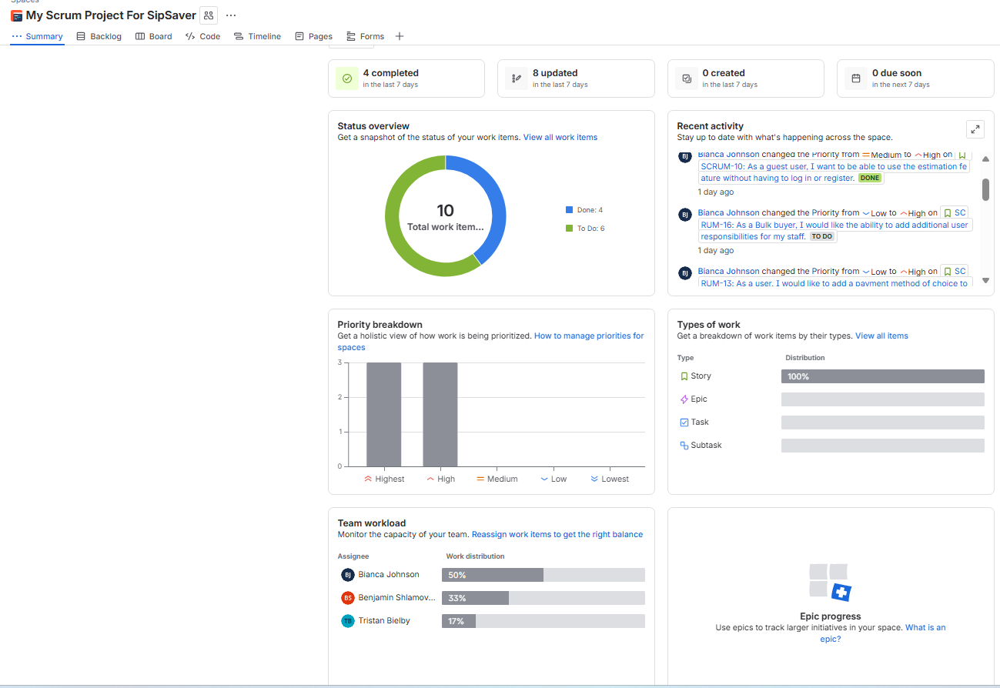 Spaces
My Scrum Project For SipSaver
Summary Backlog Board Code Timeline Pages Forms
4 completed
in the last 7 days
8 updated
in the last 7 days
0 created
in the last 7 days
0 due soon
in the next 7 days
Status overview
Get a snapshot of the status of your work items. View all work items
10
Total work item...
Done: 4
To Do: 6
Recent activity
Stay up to date with what's happening across the space.
BJ Bianca Johnson changed the Priority from Medium to High on
SCRUM-10: As a guest user, I want to be able to use the estimation fe
ature without having to log in or register. DONE
1 day ago
BJ Bianca Johnson changed the Priority from Low to High on SC
RUM-16: As a Bulk buyer, I would like the ability to add additional user
responsibilities for my staff. TO DO
1 day ago
BJ Bianca Johnson changed the Priority from Low to High on SC
RUM-13: As a user, I would like to add a payment method of choice to
Priority breakdown
Get a holistic view of how work is being prioritized. How to manage priorities for
spaces
3
2
1
0
Highest High Medium Low Lowest
Types of work
Get a breakdown of work items by their types. View all items
Type Distribution
Story 100%
Epic
Task
Subtask
Team workload
Monitor the capacity of your team. Reassign work items to get the right balance
Assignee Work distribution
BJ Bianca Johnson 50%
BS Benjamin Shlamov... 33%
TB Tristan Bielby 17%
Epic progress
Use epics to track larger initiatives in your space. What is an
epic?